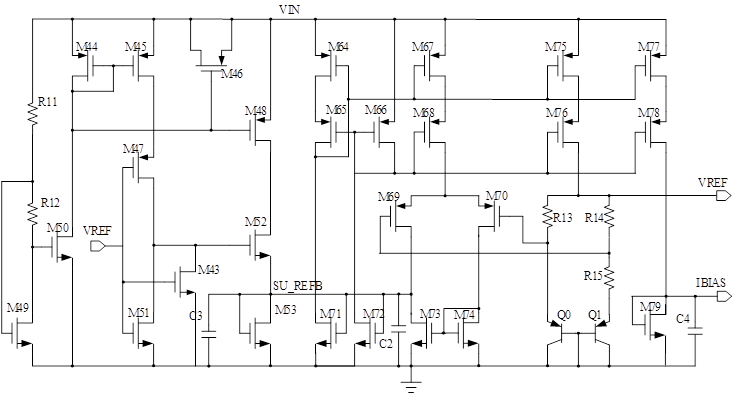 VIN
M44 M45 M64 M67 M75 M77
M46
R11 M48 M65 M66 M68 M76 M78
M47
VREF
R12 M69 M70
M50 VREF M52 R13 R14
M43 R15
SU_REFB IBIAS
M49 M51 C3 M53 M71 M72 C2 M73 M74 Q0 Q1 M79 C4